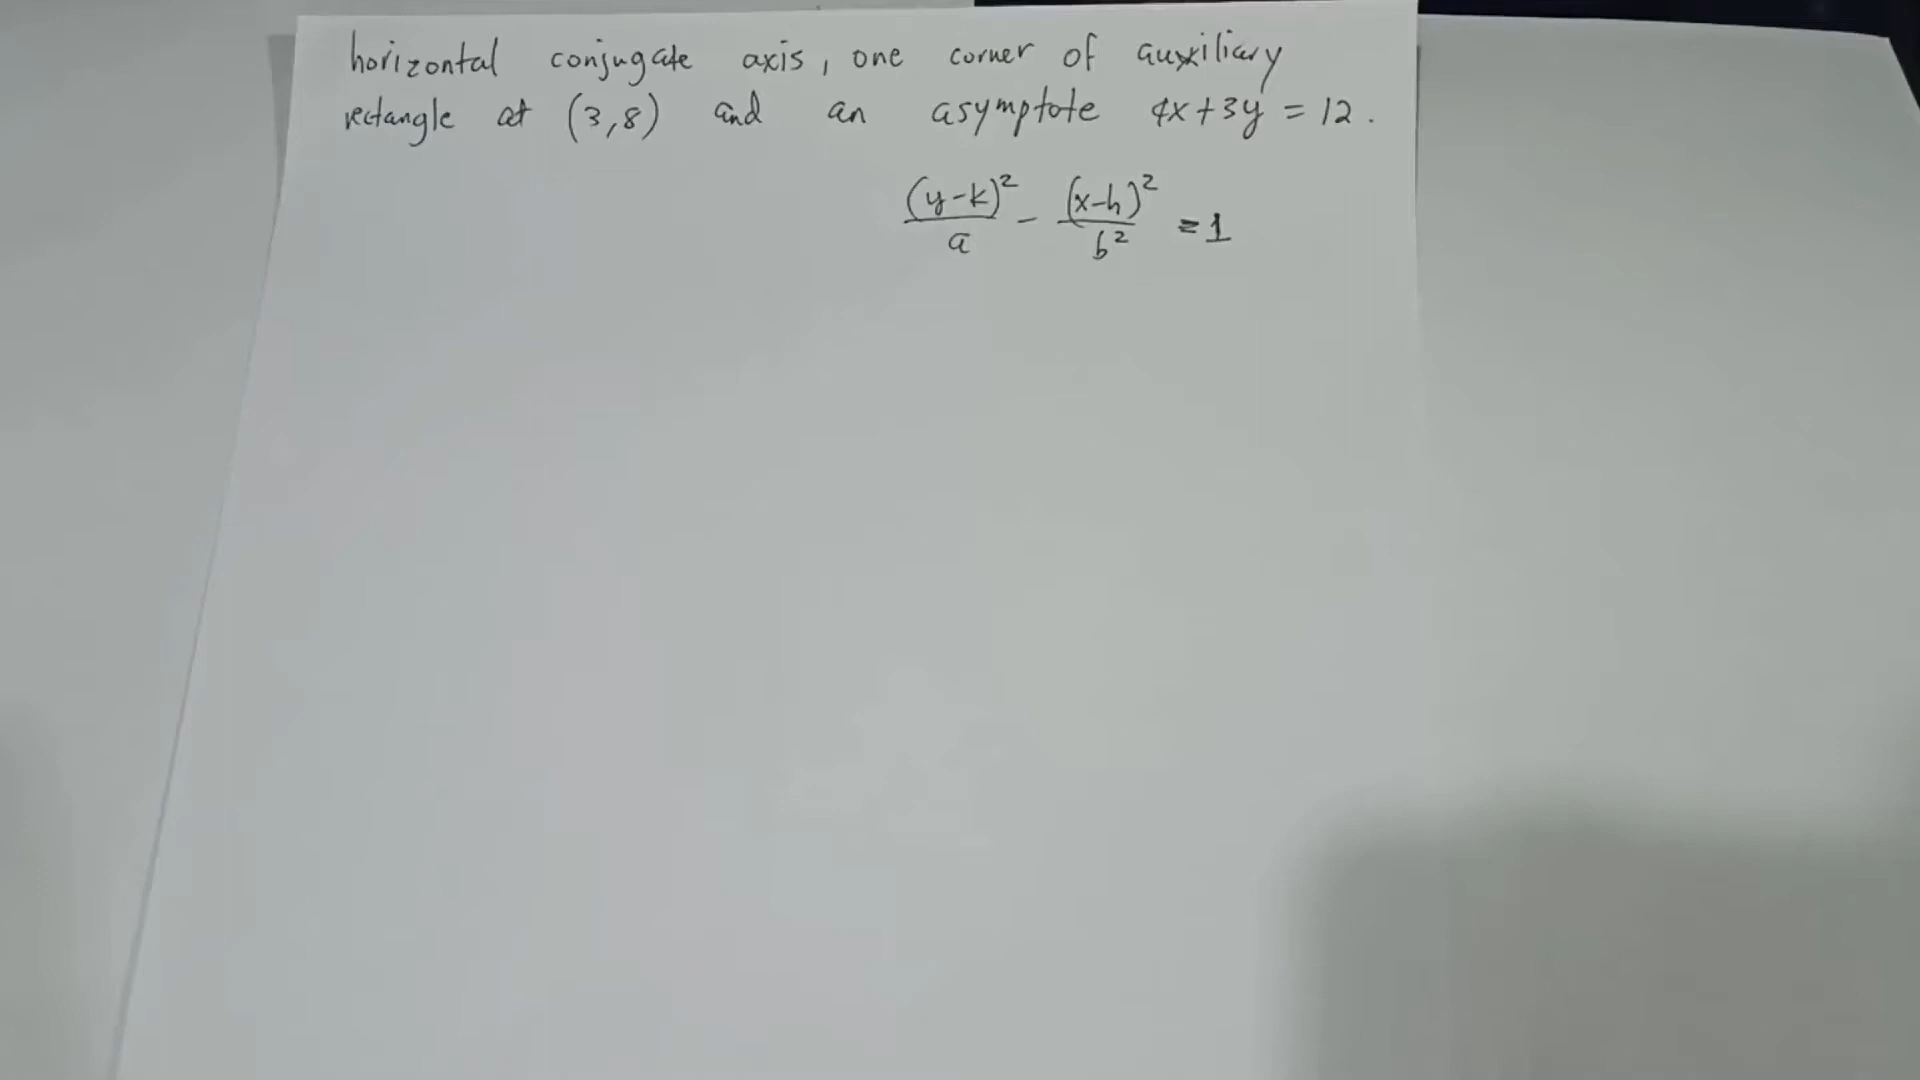 horizontal conjugate axis, one corner of auxiliary
rectangle at (3,8) and an asymptote 4x+3y = 12.
(y-k)²/a - (x-h)²/b² = 1